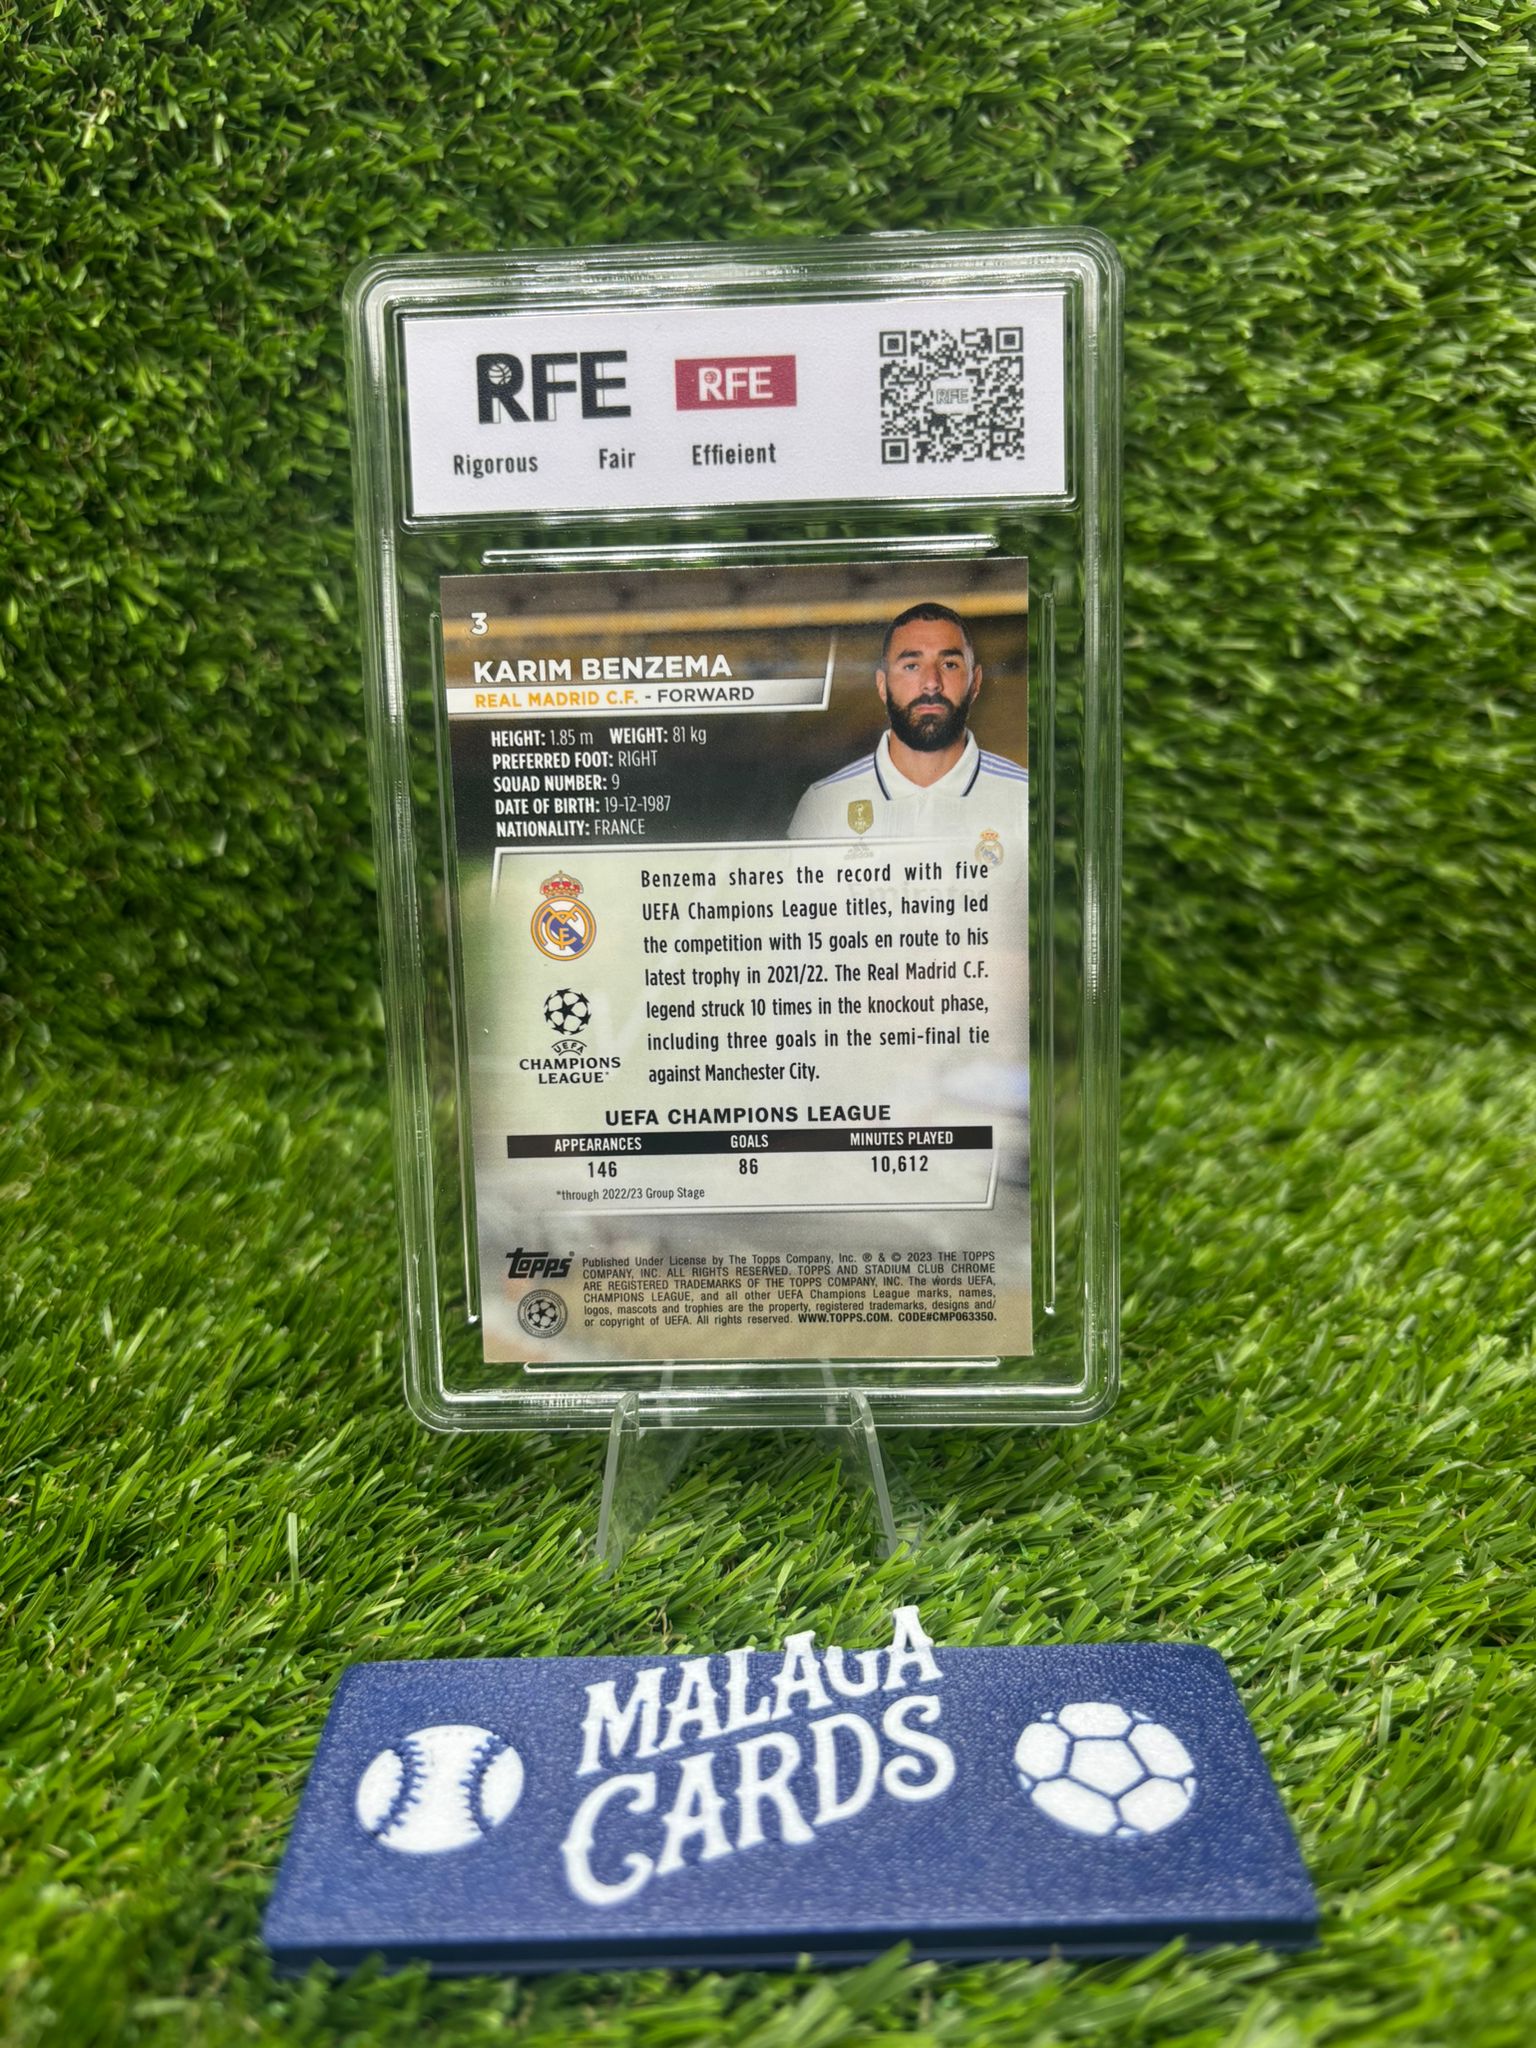 RFE RFE
RFE
Rigorous Fair Effieient
3
KARIM BENZEMA
REAL MADRID C.F. - FORWARD
HEIGHT: 1.85 m WEIGHT: 81 kg
PREFERRED FOOT: RIGHT
SQUAD NUMBER: 9
DATE OF BIRTH: 19-12-1987
NATIONALITY: FRANCE
Benzema shares the record with five
UEFA Champions League titles, having led
the competition with 15 goals en route to his
latest trophy in 2021/22. The Real Madrid C.F.
legend struck 10 times in the knockout phase,
including three goals in the semi-final tie
against Manchester City.
UEFA
CHAMPIONS
LEAGUE®
UEFA CHAMPIONS LEAGUE
APPEARANCES GOALS MINUTES PLAYED
146 86 10,612
*through 2022/23 Group Stage
topps®
Published Under License by The Topps Company, Inc. ® & © 2023 THE TOPPS
COMPANY, INC. ALL RIGHTS RESERVED. TOPPS AND STADIUM CLUB CHROME
ARE REGISTERED TRADEMARKS OF THE TOPPS COMPANY, INC. The words UEFA,
CHAMPIONS LEAGUE, and all other UEFA Champions League marks, names,
logos, mascots and trophies are the property, registered trademarks, designs and/
or copyright of UEFA. All rights reserved. WWW.TOPPS.COM. CODE#CMP063350.
MALAGA
CARDS